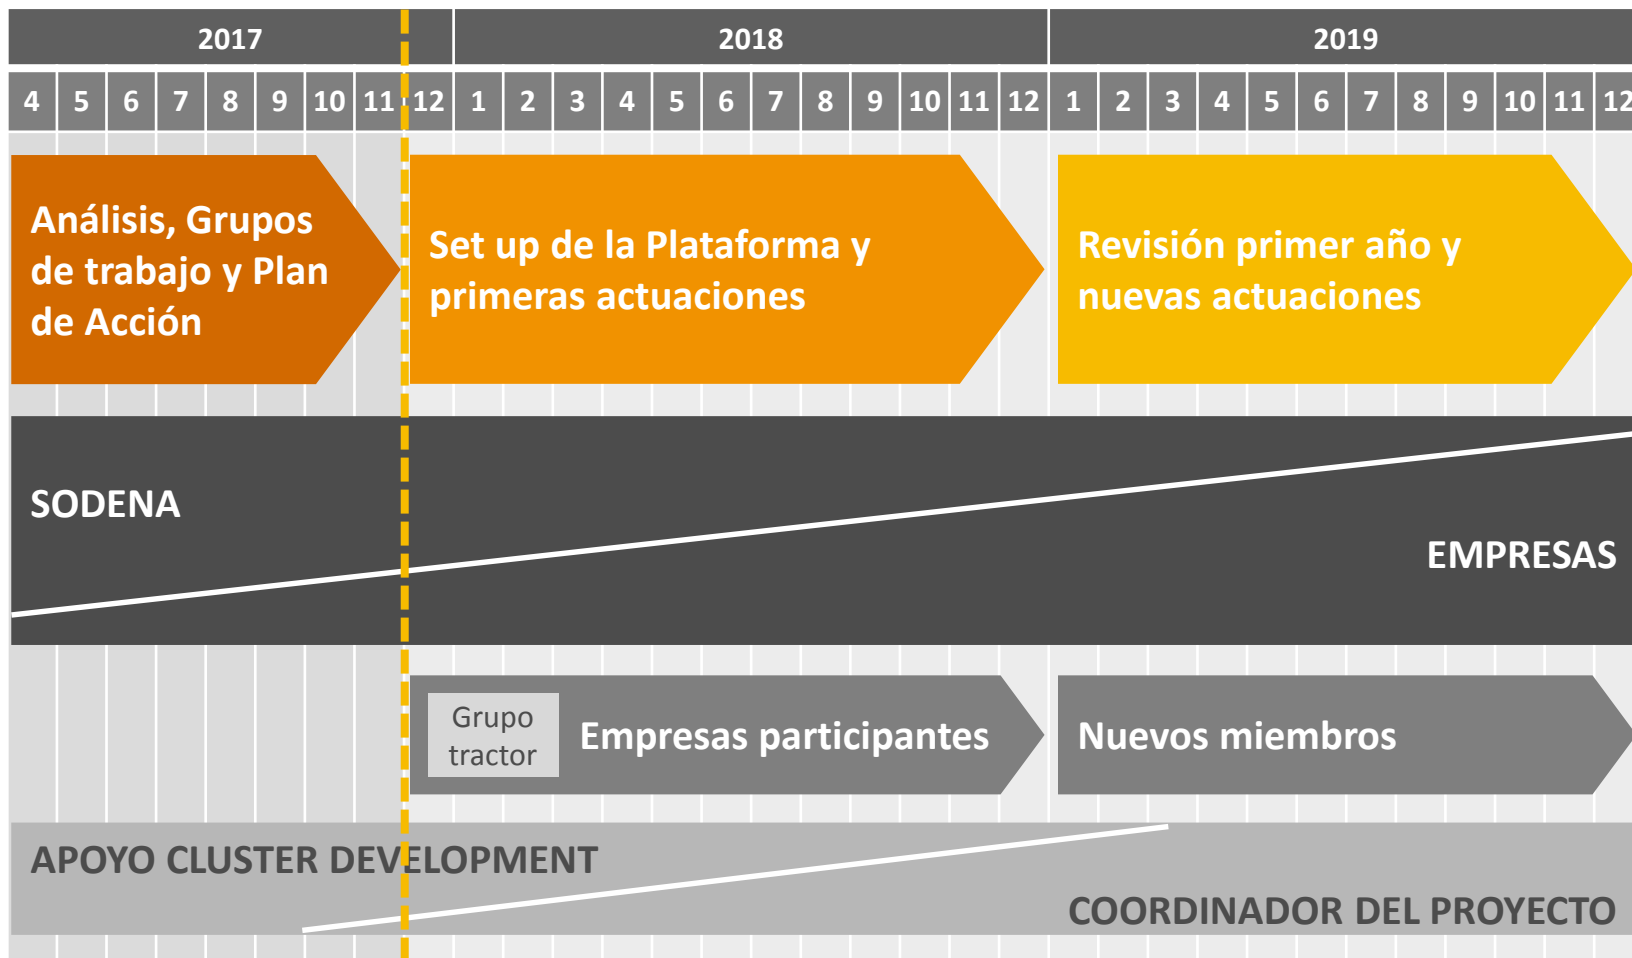 2017 2018 2019
4 5 6 7 8 9 10 11 12 1 2 3 4 5 6 7 8 9 10 11 12 1 2 3 4 5 6 7 8 9 10 11 12
Análisis, Grupos
de trabajo y Plan
de Acción
Set up de la Plataforma y
primeras actuaciones
Revisión primer año y
nuevas actuaciones
SODENA
EMPRESAS
Grupo
tractor
Empresas participantes
Nuevos miembros
APOYO CLUSTER DEVELOPMENT
COORDINADOR DEL PROYECTO